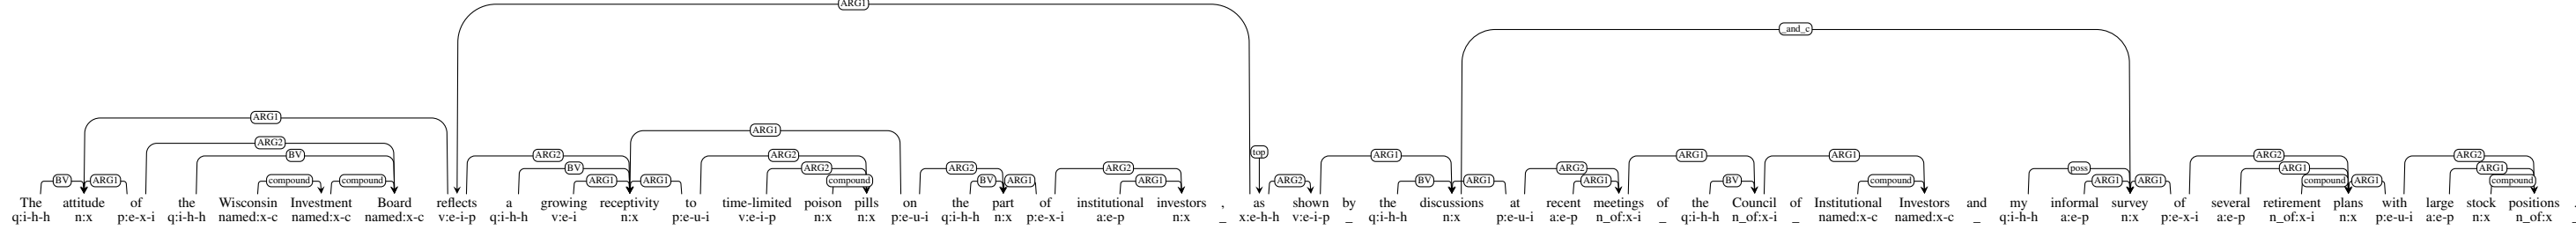 ARG1
_and_c
ARG1
ARG1
ARG2 top
BV ARG2 ARG2 ARG1 ARG1 ARG1 ARG2 ARG2
BV ARG2 ARG2 ARG2 ARG2 poss ARG1 ARG1
BV ARG1 compound compound ARG1 ARG1 compound BV ARG1 ARG1 ARG2 BV ARG1 ARG1 BV compound ARG1 ARG1 compound ARG1 compound
The attitude of the Wisconsin Investment Board reflects a growing receptivity to time-limited poison pills on the part of institutional investors , as shown by the discussions at recent meetings of the Council of Institutional Investors and my informal survey of several retirement plans with large stock positions
q:i-h-h n:x p:e-x-i q:i-h-h named:x-c named:x-c named:x-c v:e-i-p q:i-h-h v:e-i n:x p:e-u-i v:e-i-p n:x n:x p:e-u-i q:i-h-h n:x p:e-x-i a:e-p n:x _ x:e-h-h v:e-i-p _ q:i-h-h n:x p:e-u-i a:e-p n_of:x-i _ q:i-h-h n_of:x-i _ named:x-c named:x-c _ q:i-h-h a:e-p n:x p:e-x-i a:e-p n_of:x-i n:x p:e-u-i a:e-p n:x n_of:x _